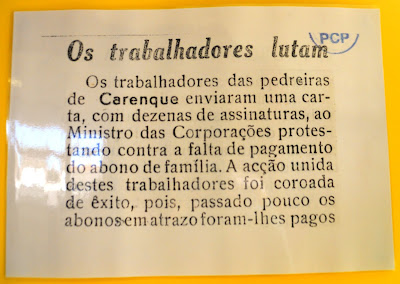 Os trabalhadores lutam
PCP
Os trabalhadores das pedreiras
de Carenque enviaram uma car-
ta, com dezenas de assinaturas, ao
Ministro das Corporações protes-
tando contra a falta de pagamento
do abono de família. A acção unida
destes trabalhadores foi coroada
de êxito, pois, passado pouco os
abonos em atrazo foram-lhes pagos